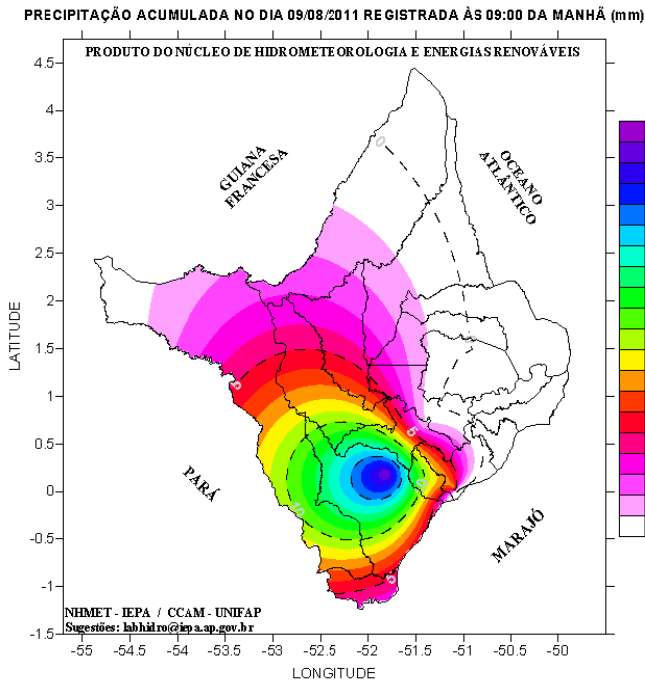 PRECIPITAÇÃO ACUMULADA NO DIA 09/08/2011 REGISTRADA ÀS 09:00 DA MANHÃ (mm)
PRODUTO DO NÚCLEO DE HIDROMETEOROLOGIA E ENERGIAS RENOVÁVEIS
4.5
4
3.5
3
2.5
2
1.5
1
0.5
0
-0.5
-1
-1.5
LATITUDE
GUIANA
FRANCESA
OCEANO
ATLÂNTICO
PARÁ
MARAJÓ
0
5
5
10
10
5
NHMET - IEPA / CCAM - UNIFAP
Sugestões: labhidro@iepa.ap.gov.br
-55
-54.5
-54
-53.5
-53
-52.5
-52
-51.5
-51
-50.5
-50
LONGITUDE